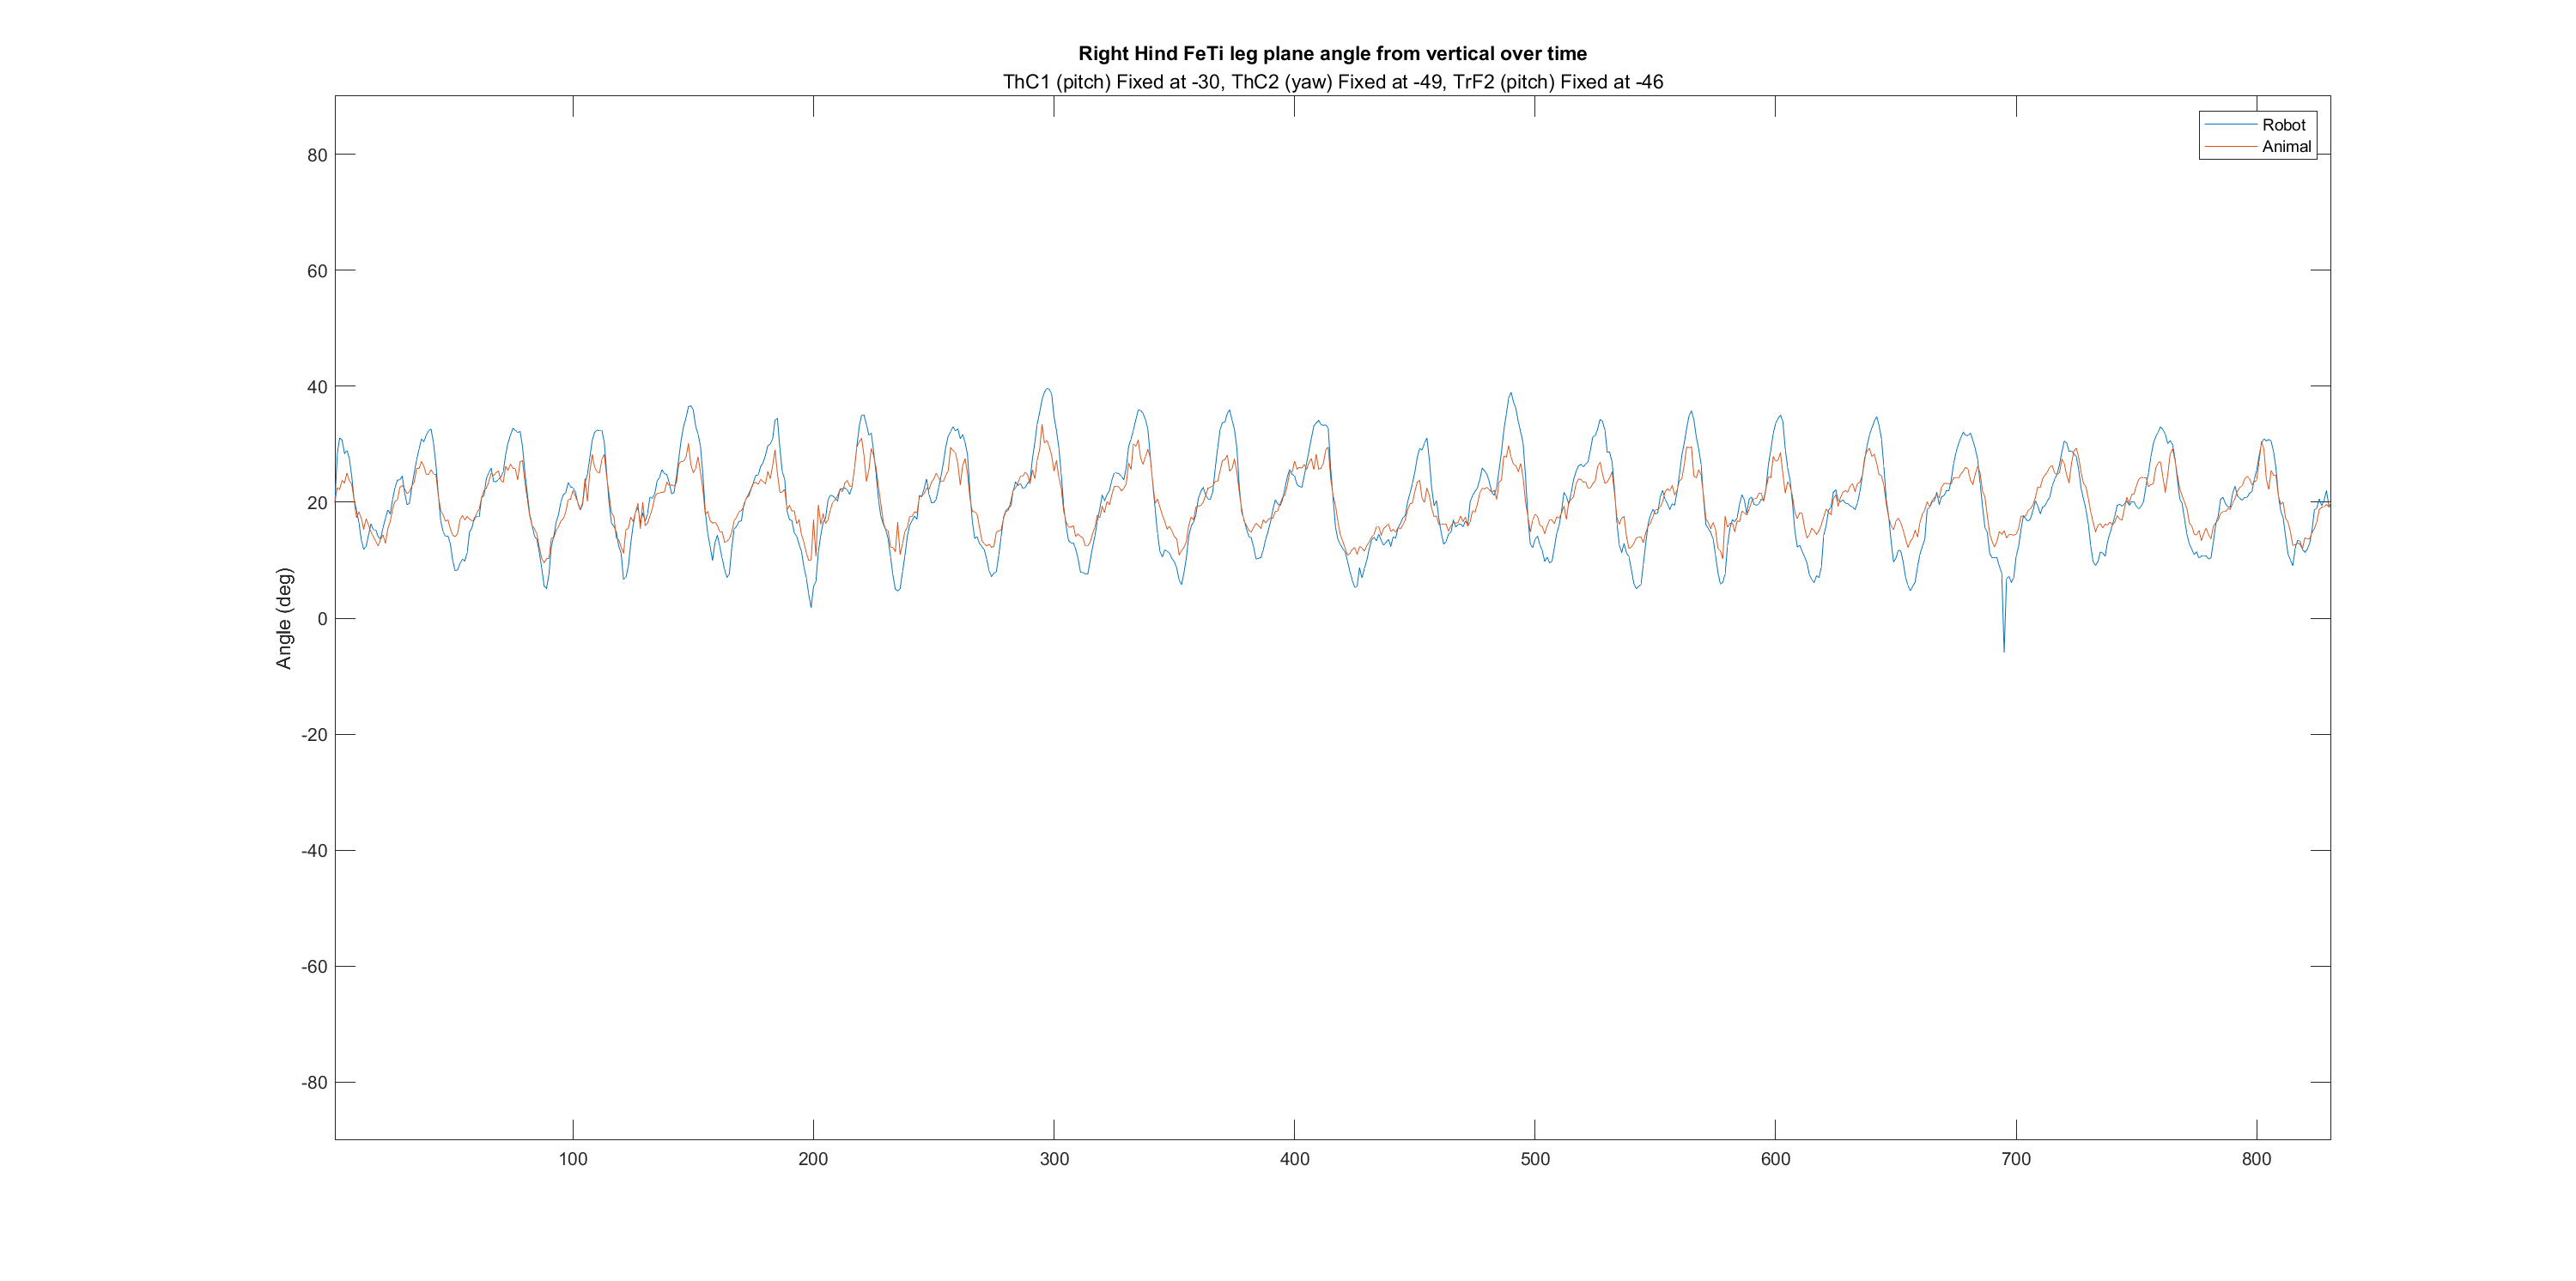 Right Hind FeTi leg plane angle from vertical over time
ThC1 (pitch) Fixed at -30, ThC2 (yaw) Fixed at -49, TrF2 (pitch) Fixed at -46
Robot
Animal
80
60
40
20
0
-20
-40
-60
-80
Angle (deg)
100 200 300 400 500 600 700 800